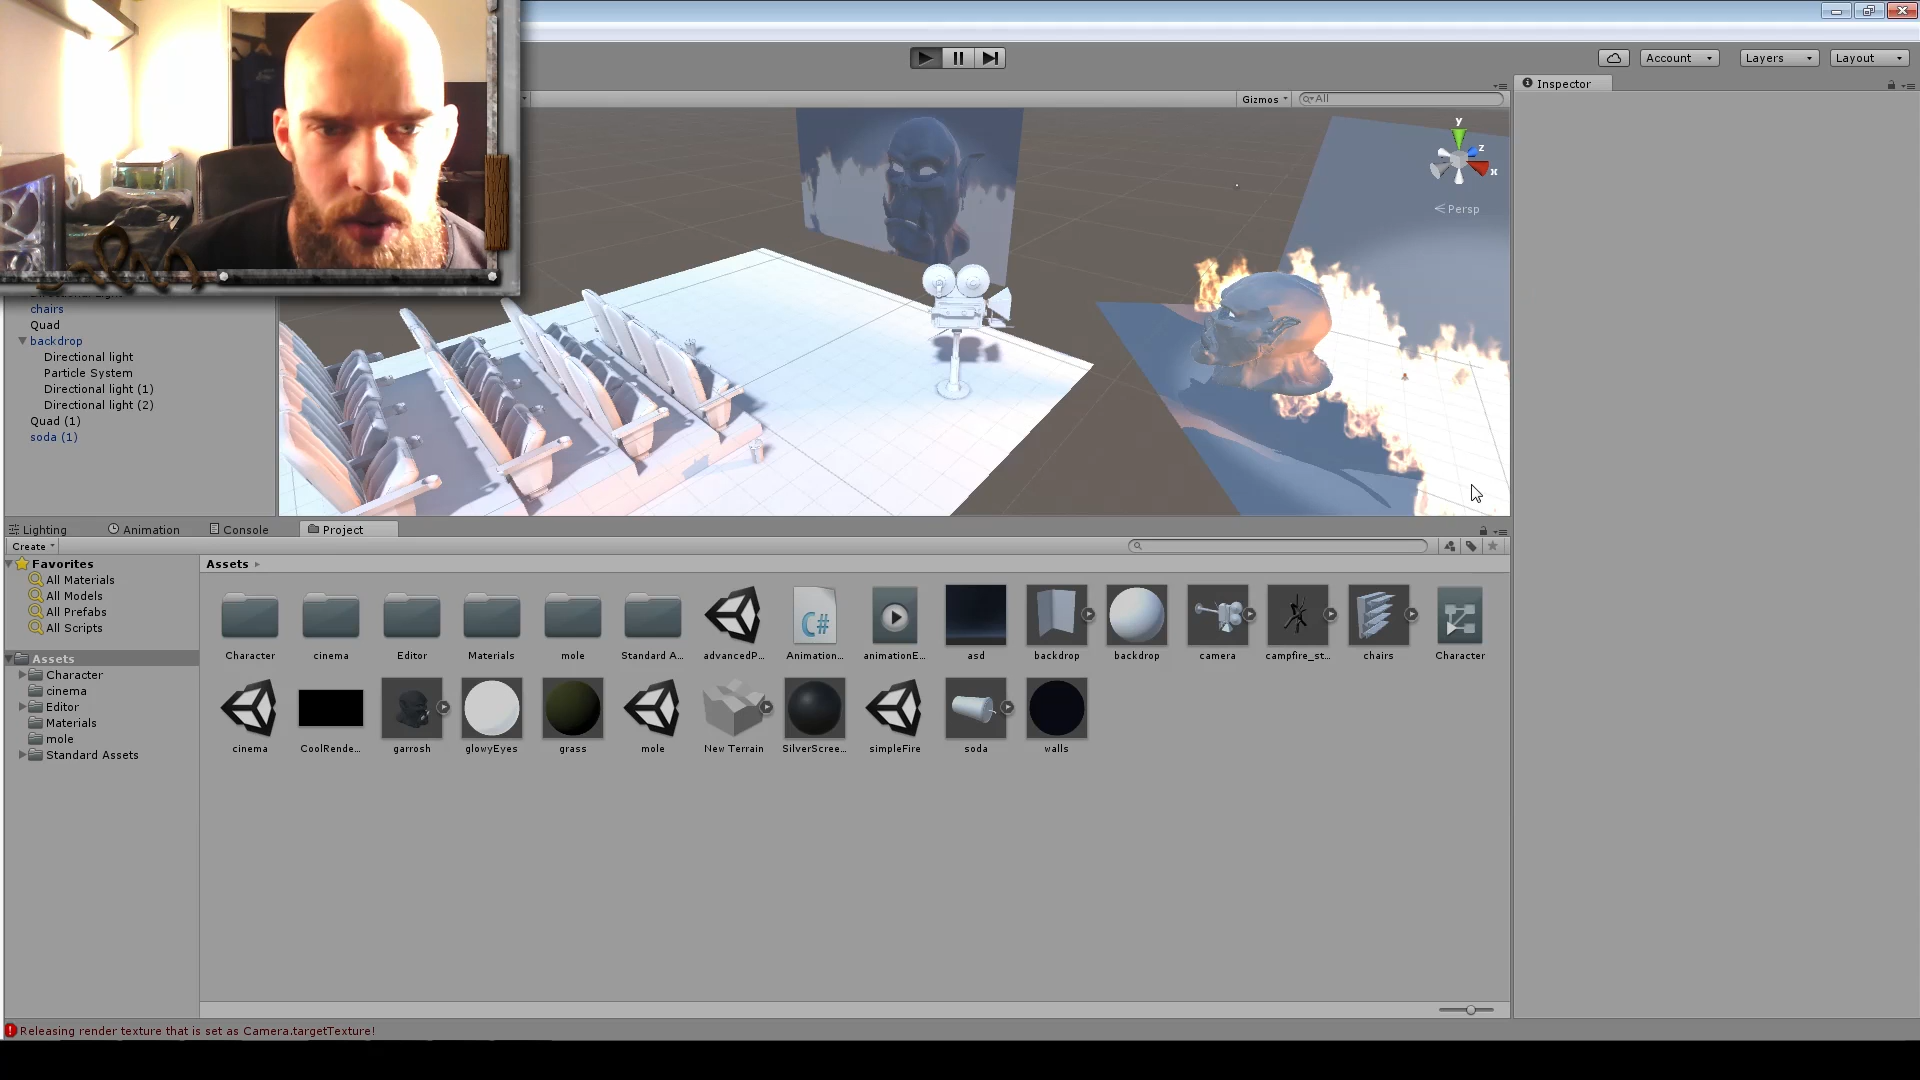 Account
Layers
Layout
Gizmos
All
Inspector
y
z
x
Persp
chairs
Quad
backdrop
Directional light
Particle System
Directional light (1)
Directional light (2)
Quad (1)
soda (1)
Lighting
Animation
Console
Project
Create
Favorites
All Materials
All Models
All Prefabs
All Scripts
Assets
Character
cinema
Editor
Materials
mole
Standard Assets
Assets
Character
cinema
Editor
Materials
mole
Standard A...
advancedP...
C#
Animation...
animationE...
asd
backdrop
backdrop
camera
campfire_st...
chairs
Character
cinema
CoolRende...
garrosh
glowyEyes
grass
mole
New Terrain
SilverScree...
simpleFire
soda
walls
Releasing render texture that is set as Camera.targetTexture!